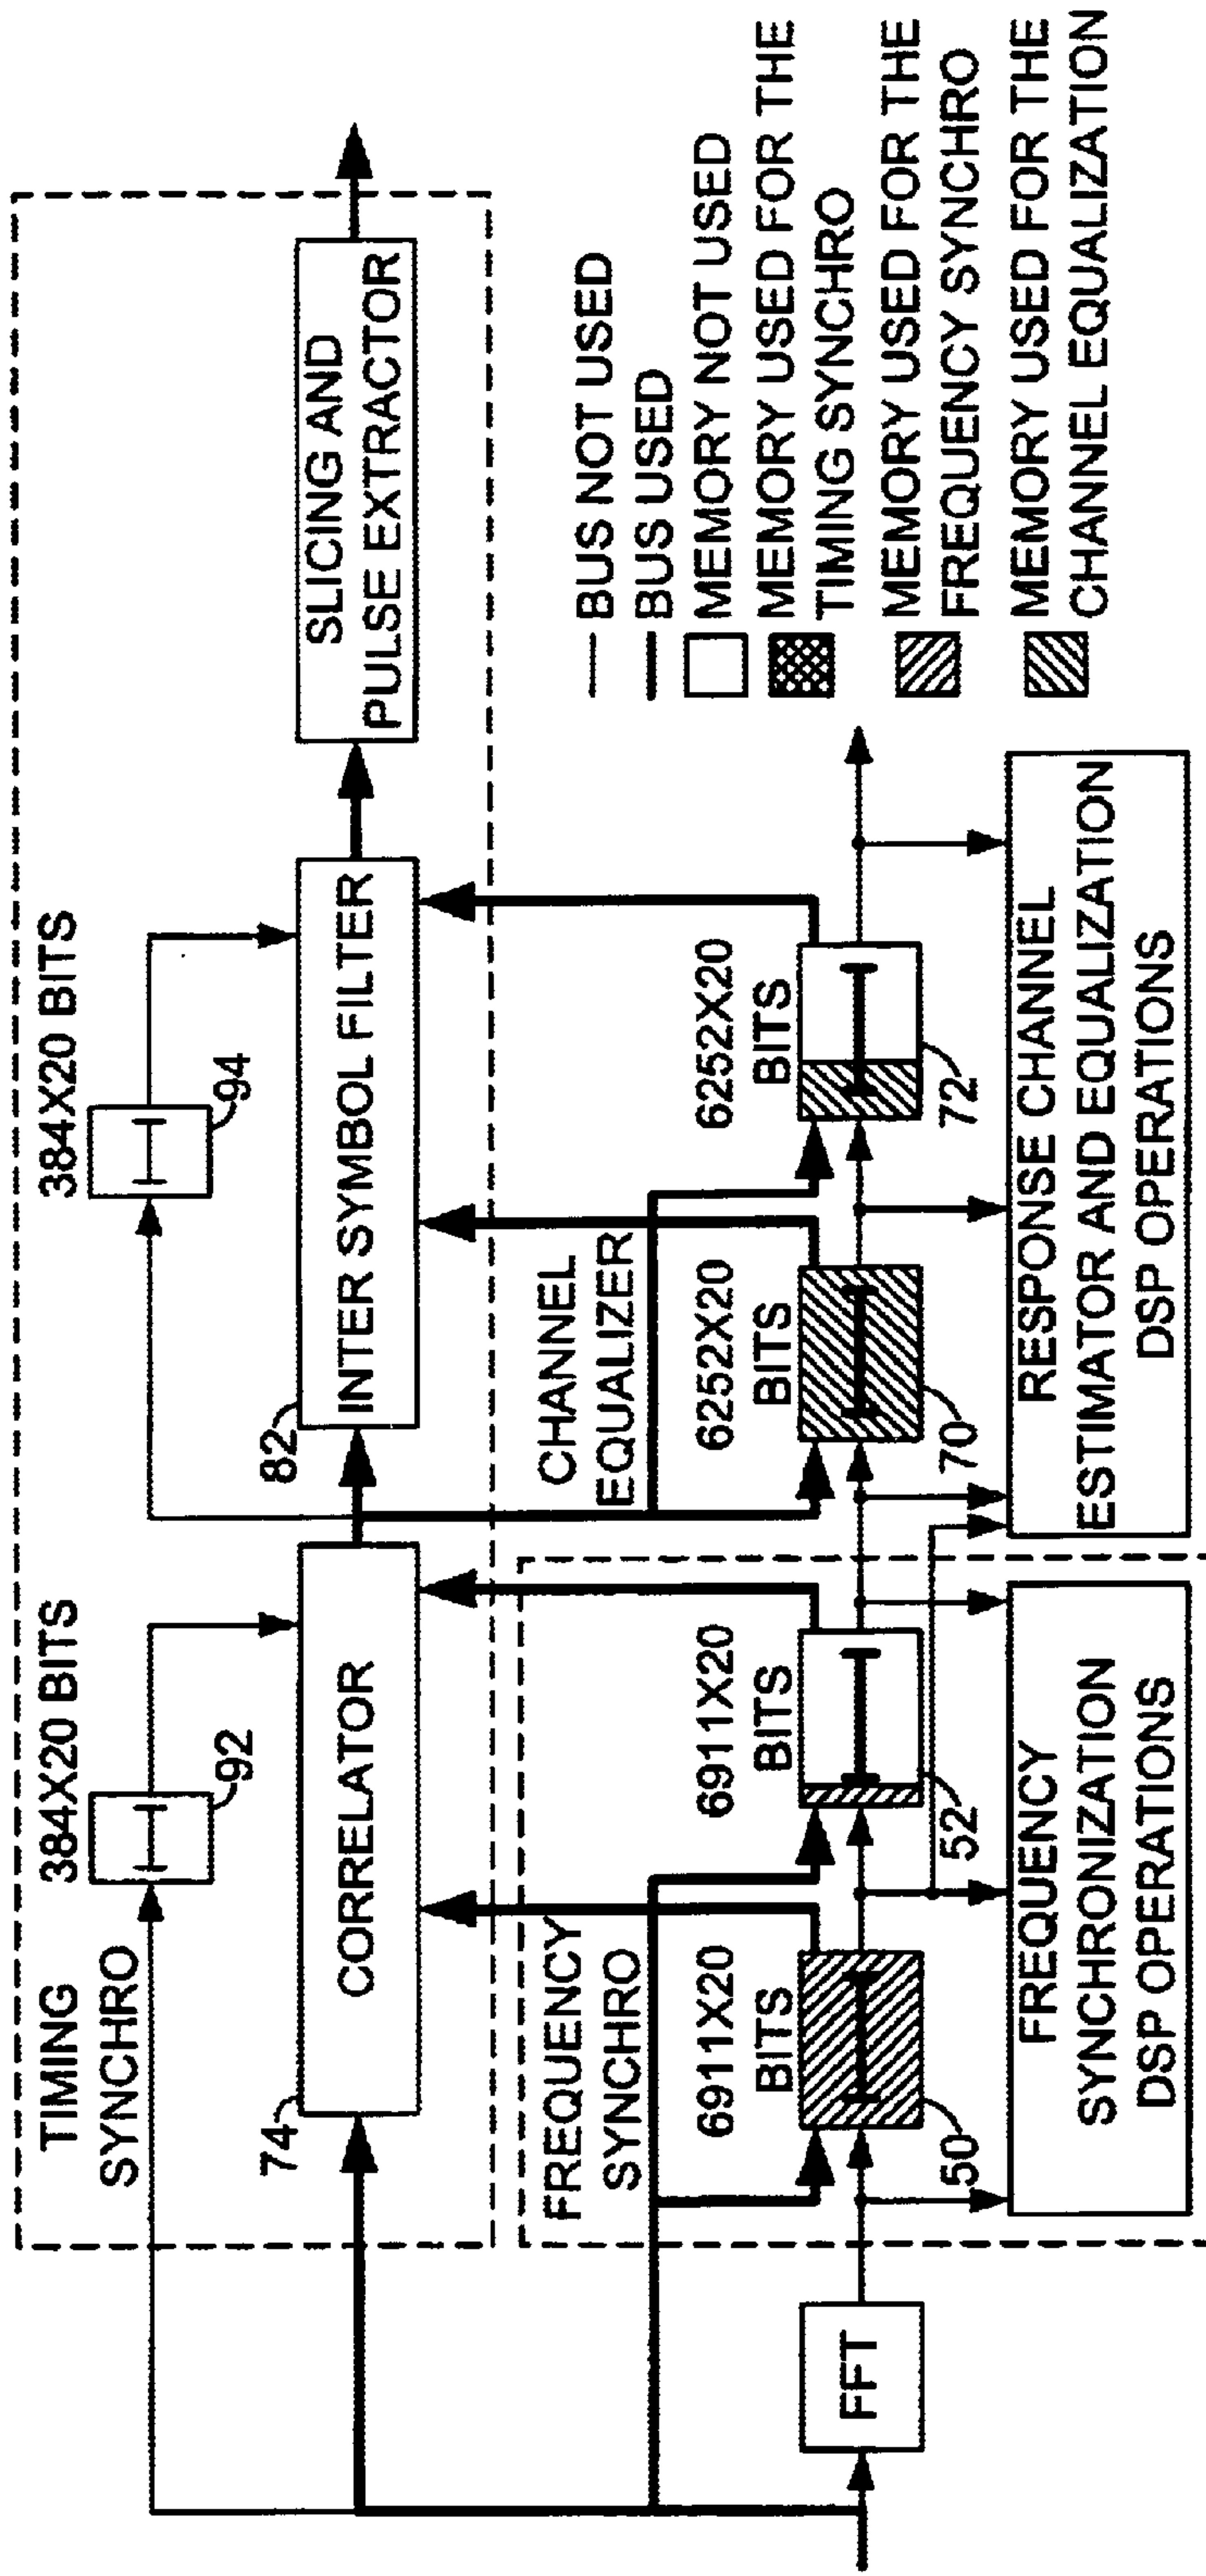 TIMING
SYNCHRO
384X20 BITS
92
384X20 BITS
94
74
CORRELATOR
82
INTER SYMBOL FILTER
SLICING AND
PULSE EXTRACTOR
FREQUENCY
SYNCHRO
CHANNEL
EQUALIZER
6911X20
BITS
50
6911X20
BITS
52
6252X20
BITS
70
6252X20
BITS
72
FFT
FREQUENCY
SYNCHRONIZATION
DSP OPERATIONS
RESPONSE CHANNEL
ESTIMATOR AND EQUALIZATION
DSP OPERATIONS
BUS NOT USED
BUS USED
MEMORY NOT USED
MEMORY USED FOR THE
TIMING SYNCHRO
MEMORY USED FOR THE
FREQUENCY SYNCHRO
MEMORY USED FOR THE
CHANNEL EQUALIZATION